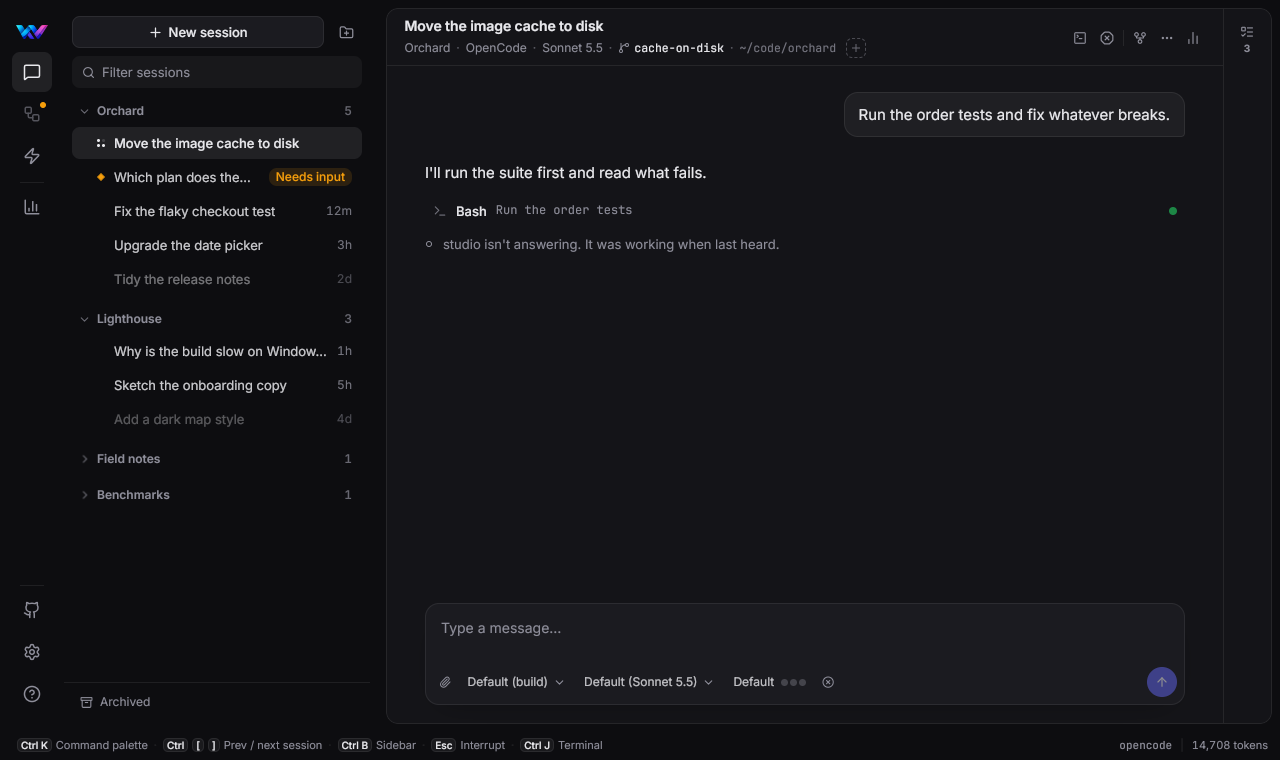 New session
Filter sessions
Orchard 5
Move the image cache to disk
Which plan does the... Needs input
Fix the flaky checkout test 12m
Upgrade the date picker 3h
Tidy the release notes 2d
Lighthouse 3
Why is the build slow on Window... 1h
Sketch the onboarding copy 5h
Add a dark map style 4d
Field notes 1
Benchmarks 1
Archived
Move the image cache to disk
Orchard · OpenCode · Sonnet 5.5 · cache-on-disk · ~/code/orchard
3
Run the order tests and fix whatever breaks.
I'll run the suite first and read what fails.
Bash Run the order tests
studio isn't answering. It was working when last heard.
Type a message...
Default (build) Default (Sonnet 5.5) Default
Ctrl K Command palette · Ctrl [ ] Prev / next session · Ctrl B Sidebar · Esc Interrupt · Ctrl J Terminal
opencode 14,708 tokens